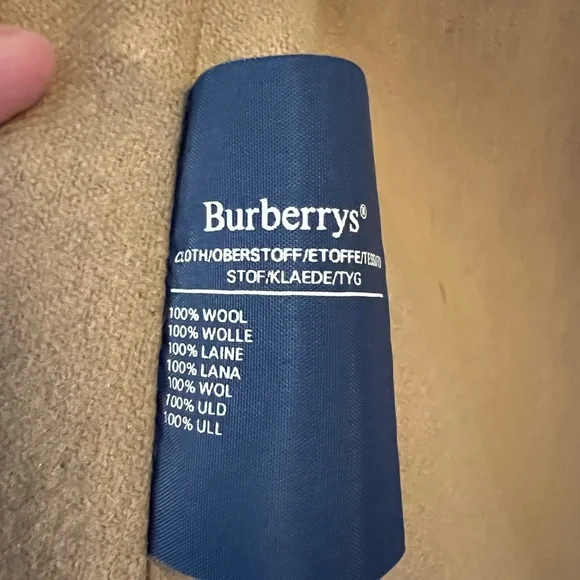 Burberrys®
CLOTH/OBERSTOFF/ETOFFE/TESSUTO
STOF/KLAEDE/TYG
100% WOOL
100% WOLLE
100% LAINE
100% LANA
100% WOL
100% ULD
100% ULL